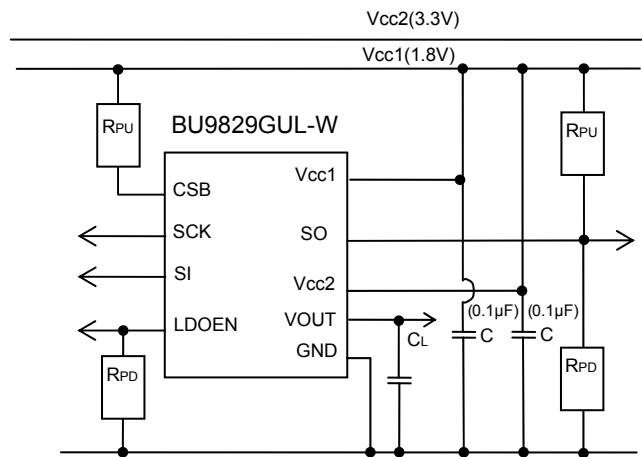 Vcc2(3.3V)
Vcc1(1.8V)
RPU
BU9829GUL-W
RPU
CSB
Vcc1
SCK
SO
SI
Vcc2
(0.1µF)
(0.1µF)
LDOEN
VOUT
CL
C
C
GND
RPD
RPD